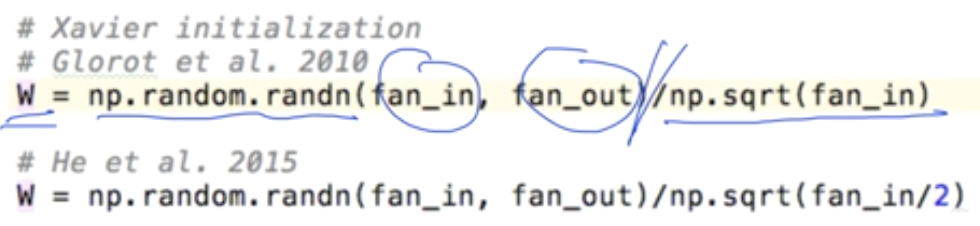 # Xavier initialization
# Glorot et al. 2010
W = np.random.randn(fan_in, fan_out)/np.sqrt(fan_in)
# He et al. 2015
W = np.random.randn(fan_in, fan_out)/np.sqrt(fan_in/2)